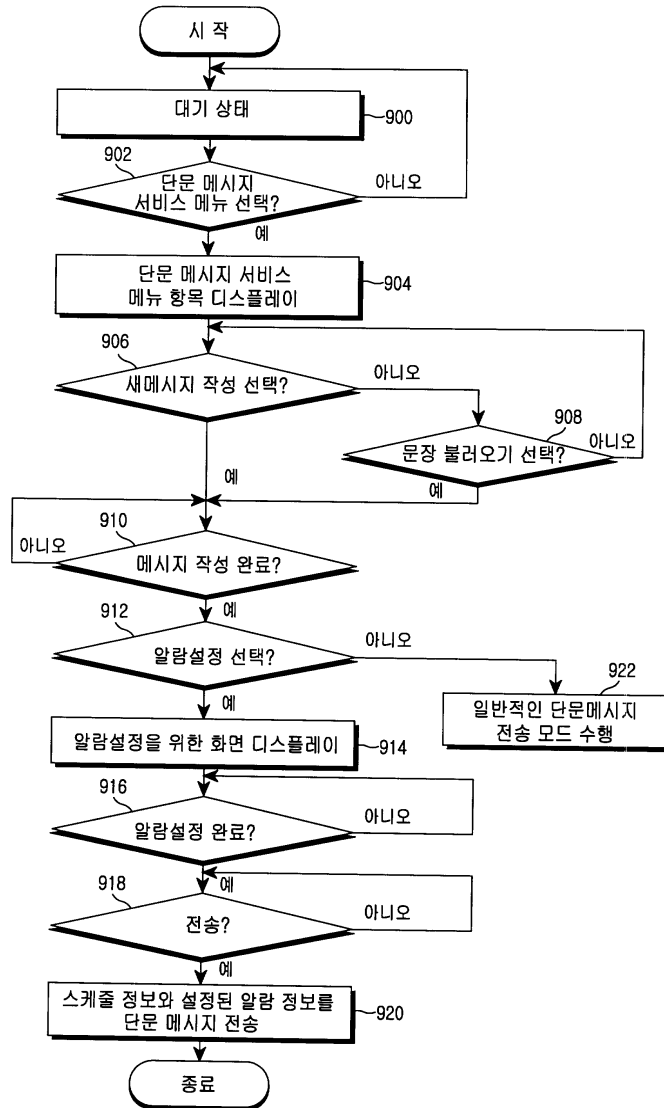 시 작
대기 상태
900
902
단문 메시지
서비스 메뉴 선택?
아니오
예
단문 메시지 서비스
메뉴 항목 디스플레이
904
906
새메시지 작성 선택?
아니오
908
문장 불러오기 선택?
아니오
예
예
910
아니오
메시지 작성 완료?
예
912
알람설정 선택?
아니오
예
922
일반적인 단문메시지
전송 모드 수행
알람설정을 위한 화면 디스플레이
914
916
알람설정 완료?
아니오
예
918
전송?
아니오
예
스케줄 정보와 설정된 알람 정보를
단문 메시지 전송
920
종료